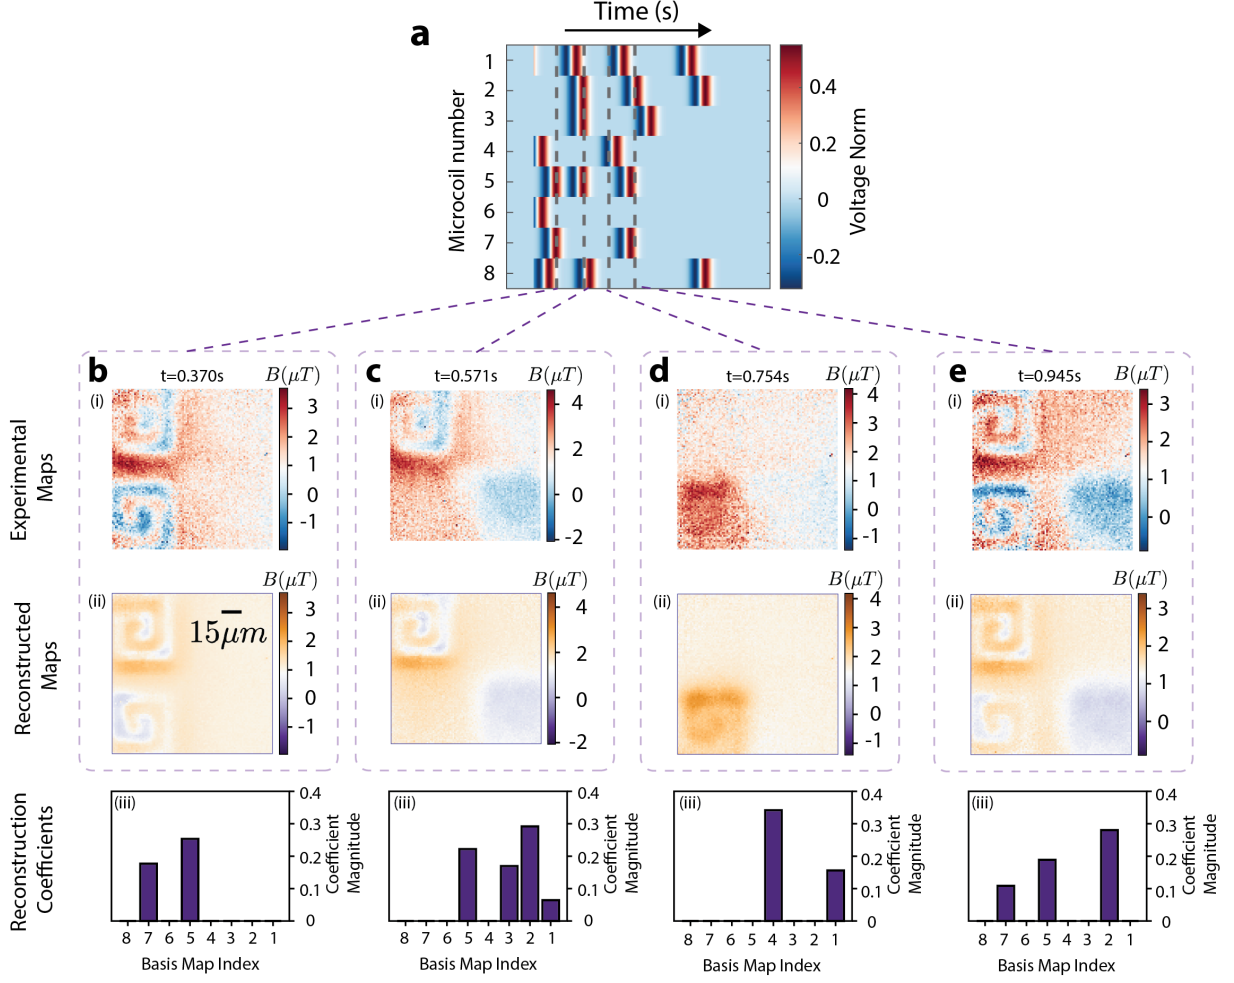 Time (s)
a
1
2
3
4
5
6
7
8
Microcoil number
0.4
0.2
0
-0.2
Voltage Norm
b
t=0.370s
B(μT)
(i)
3
2
1
0
-1
c
t=0.571s
B(μT)
(i)
4
2
0
-2
d
t=0.754s
B(μT)
(i)
4
3
2
1
0
-1
e
t=0.945s
B(μT)
(i)
3
2
1
0
Experimental
Maps
B(μT)
(ii)
15μm
3
2
1
0
-1
B(μT)
(ii)
4
2
0
-2
B(μT)
(ii)
4
3
2
1
0
-1
B(μT)
(ii)
3
2
1
0
Reconstructed
Maps
(iii)
0.4
0.3
0.2
0.1
0
Coefficient
Magnitude
8 7 6 5 4 3 2 1
Basis Map Index
(iii)
0.4
0.3
0.2
0.1
0
Coefficient
Magnitude
8 7 6 5 4 3 2 1
Basis Map Index
(iii)
0.4
0.3
0.2
0.1
0
Coefficient
Magnitude
8 7 6 5 4 3 2 1
Basis Map Index
(iii)
0.4
0.3
0.2
0.1
0
Coefficient
Magnitude
8 7 6 5 4 3 2 1
Basis Map Index
Reconstruction
Coefficients